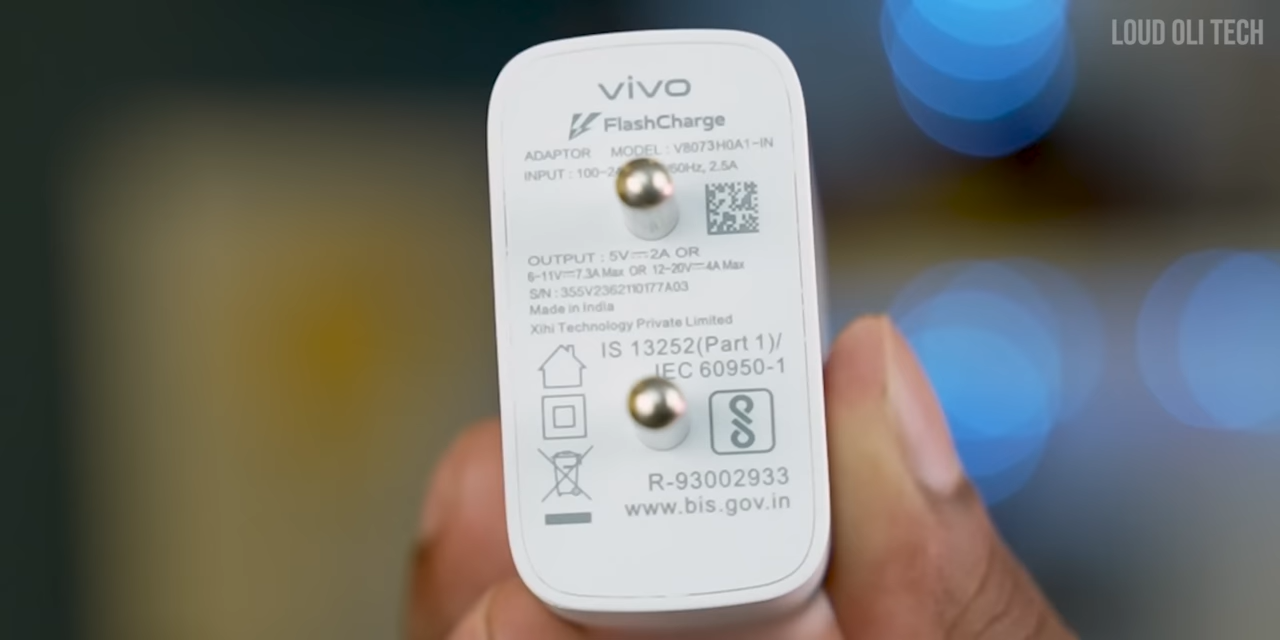 LOUD OLI TECH
vivo
FlashCharge
ADAPTOR MODEL : V8073H0A1-IN
INPUT : 100-2 60Hz, 2.5A
OUTPUT : 5V⎓2A OR
6-11V⎓7.3A Max OR 12-20V⎓4A Max
S/N : 355V2362110177A03
Made in India
Xihi Technology Private Limited
IS 13252(Part 1)/
IEC 60950-1
R-93002933
www.bis.gov.in